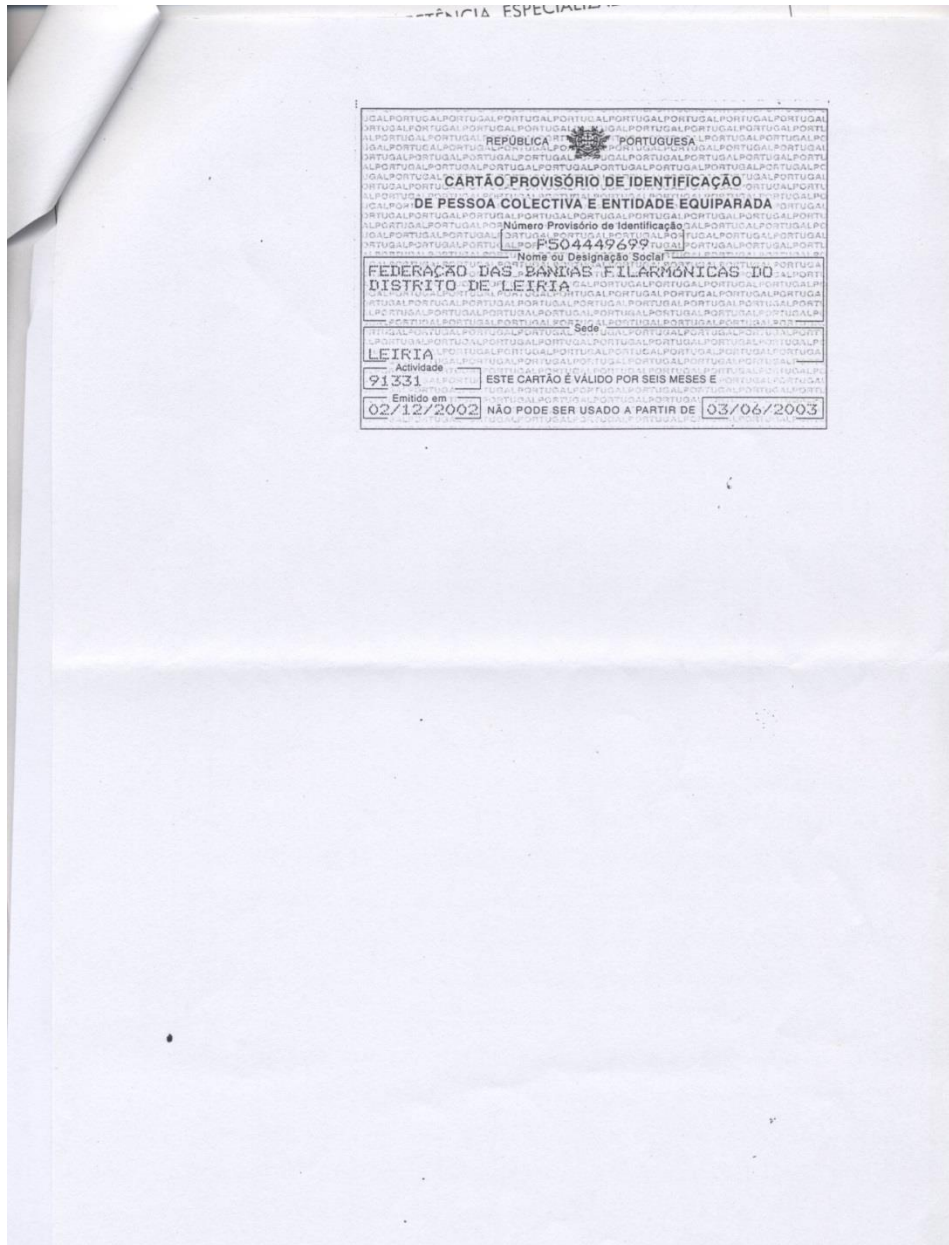 ESPECIALIZ
REPÚBLICA PORTUGUESA
CARTÃO PROVISÓRIO DE IDENTIFICAÇÃO
DE PESSOA COLECTIVA E ENTIDADE EQUIPARADA
Número Provisório de Identificação
P504449699
Nome ou Designação Social
FEDERAÇÃO DAS BANDAS FILARMÓNICAS DO
DISTRITO DE LEIRIA
Sede
LEIRIA
Actividade
91331 ESTE CARTÃO É VÁLIDO POR SEIS MESES E
Emitido em
02/12/2002 NÃO PODE SER USADO A PARTIR DE 03/06/2003